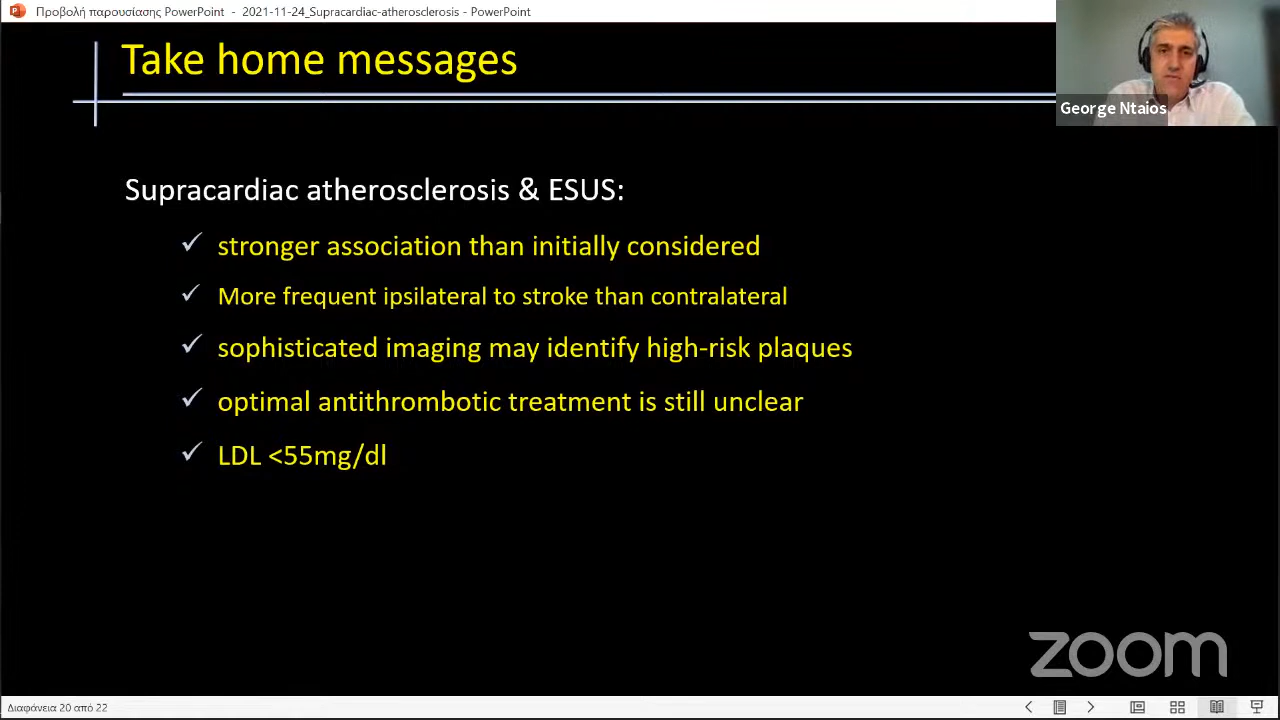 Προβολή παρουσίασης PowerPoint - 2021-11-24_Supracardiac-atherosclerosis - PowerPoint
Take home messages
George Ntaios
Supracardiac atherosclerosis & ESUS:
✓ stronger association than initially considered
✓ More frequent ipsilateral to stroke than contralateral
✓ sophisticated imaging may identify high-risk plaques
✓ optimal antithrombotic treatment is still unclear
✓ LDL <55mg/dl
zoom
Διαφάνεια 20 από 22